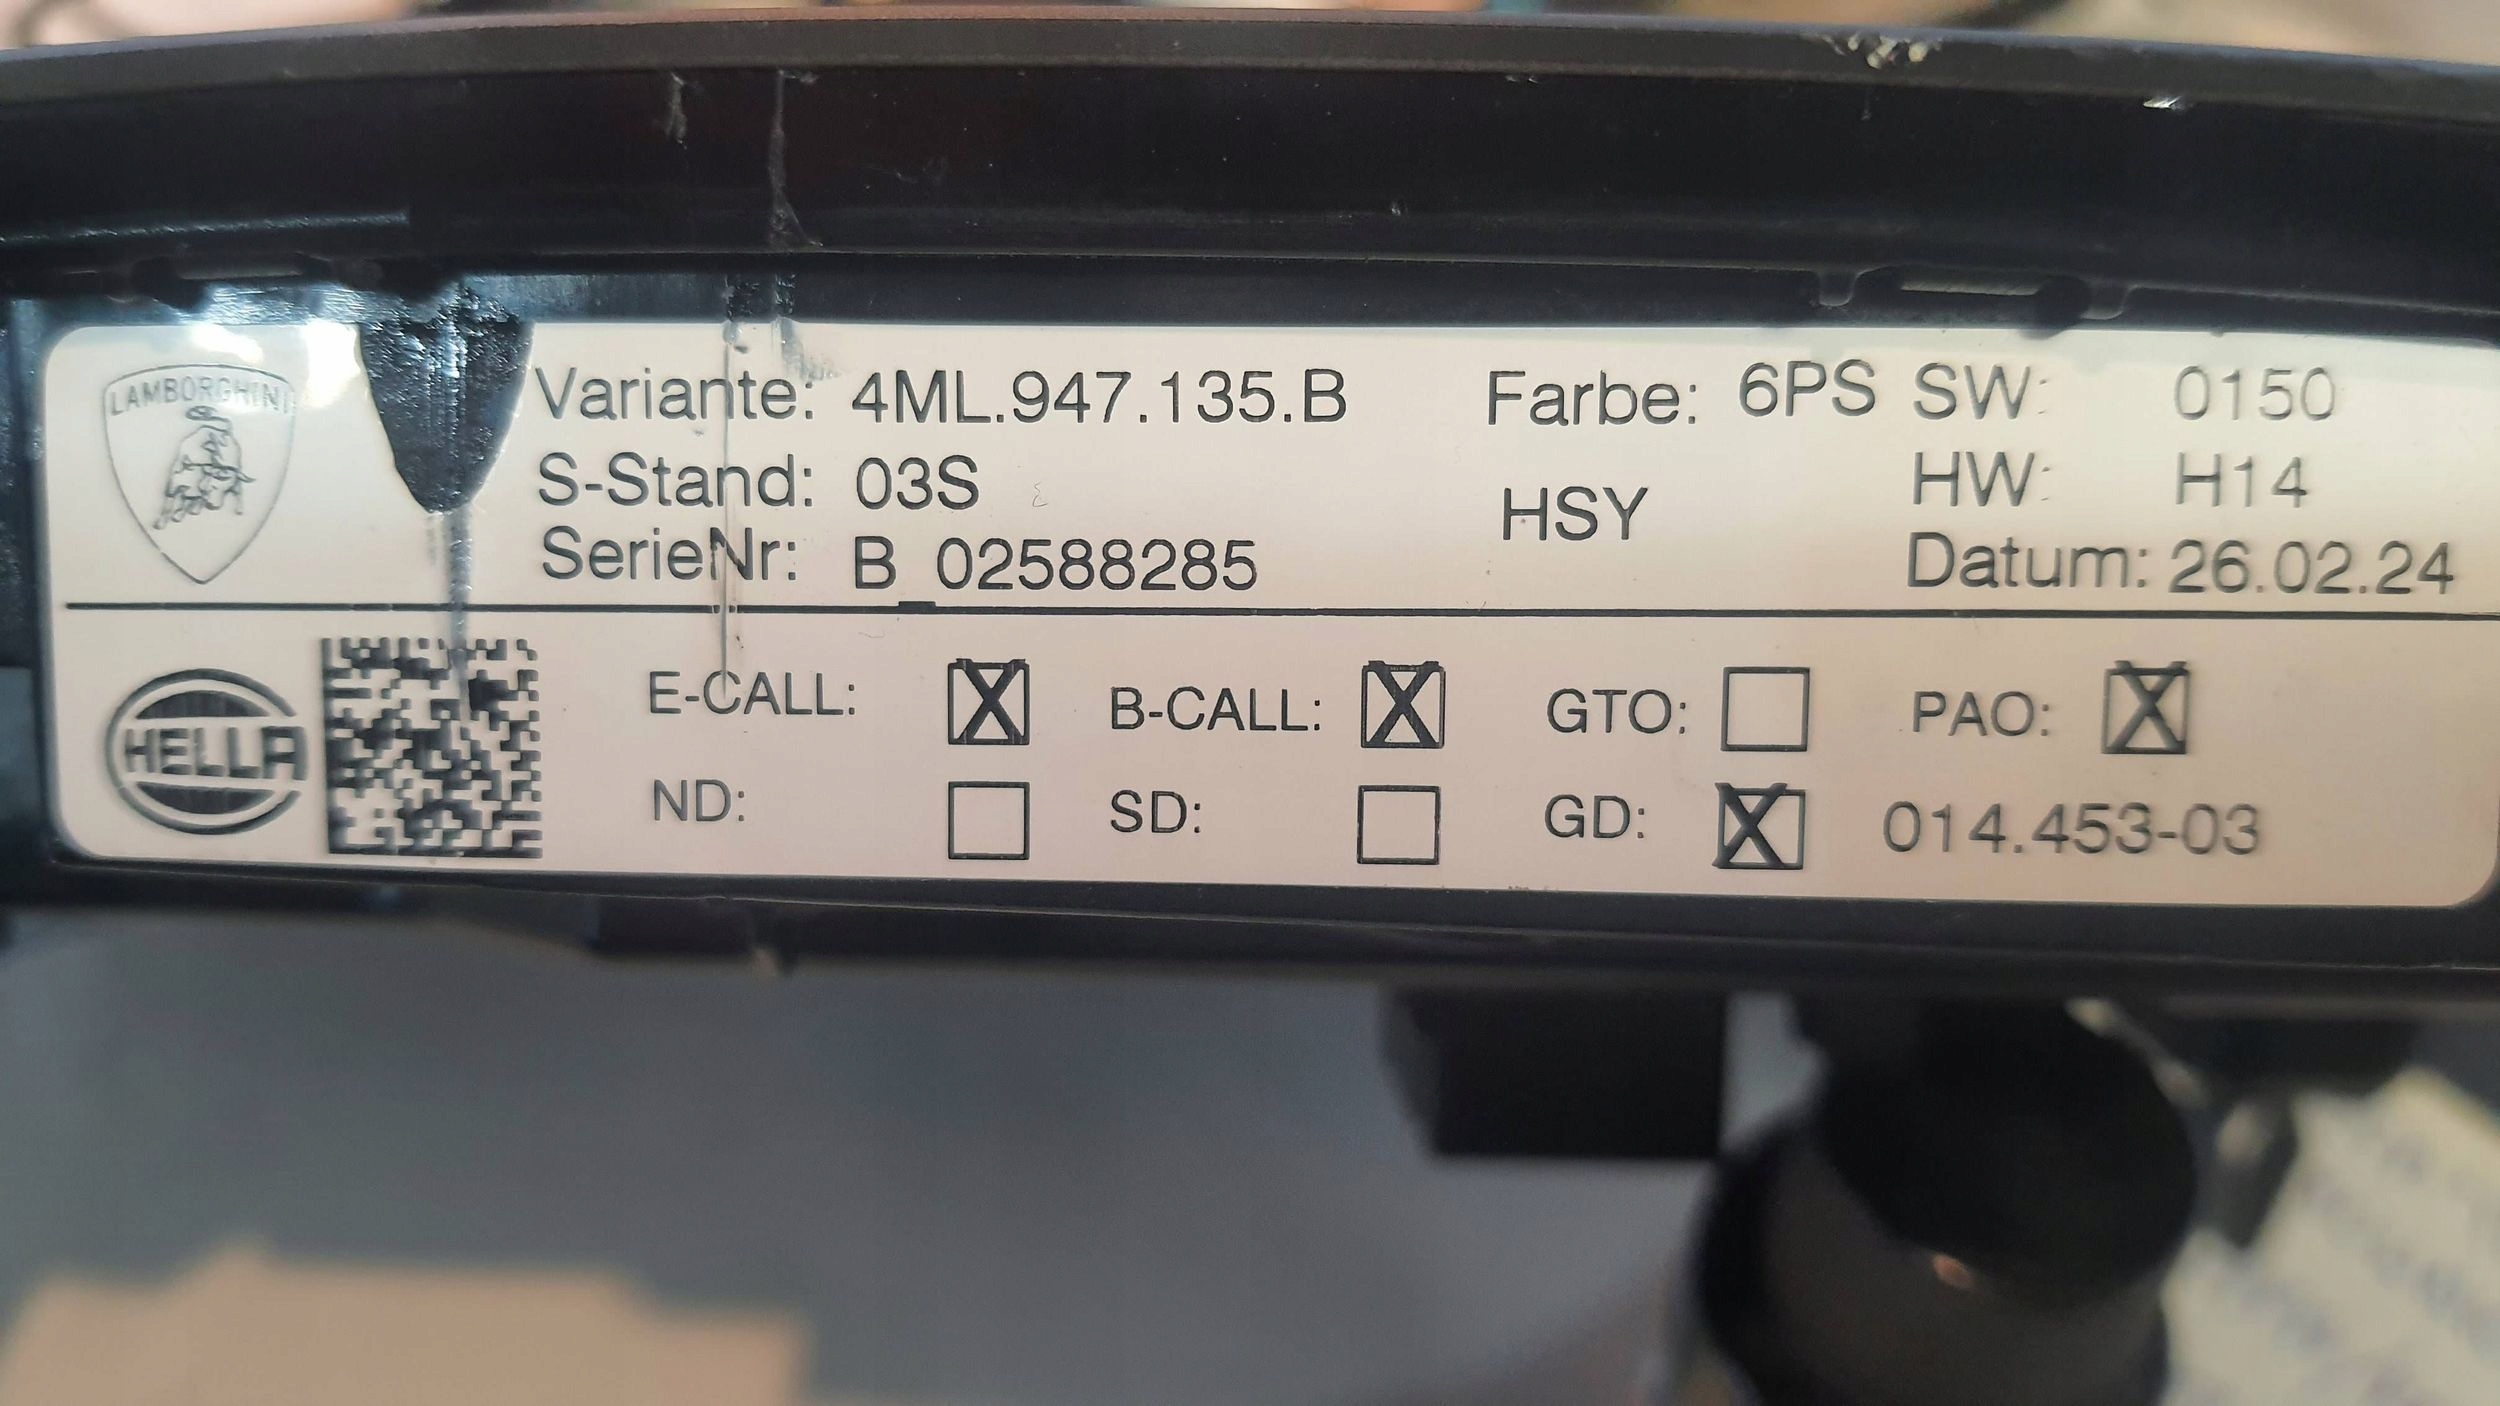 LAMBORGHINI
Variante: 4ML.947.135.B Farbe: 6PS SW: 0150
S-Stand: 03S HSY HW: H14
SerieNr: B_02588285 Datum: 26.02.24
HELLA
E-CALL: B-CALL: GTO: PAO:
ND: SD: GD: 014.453-03